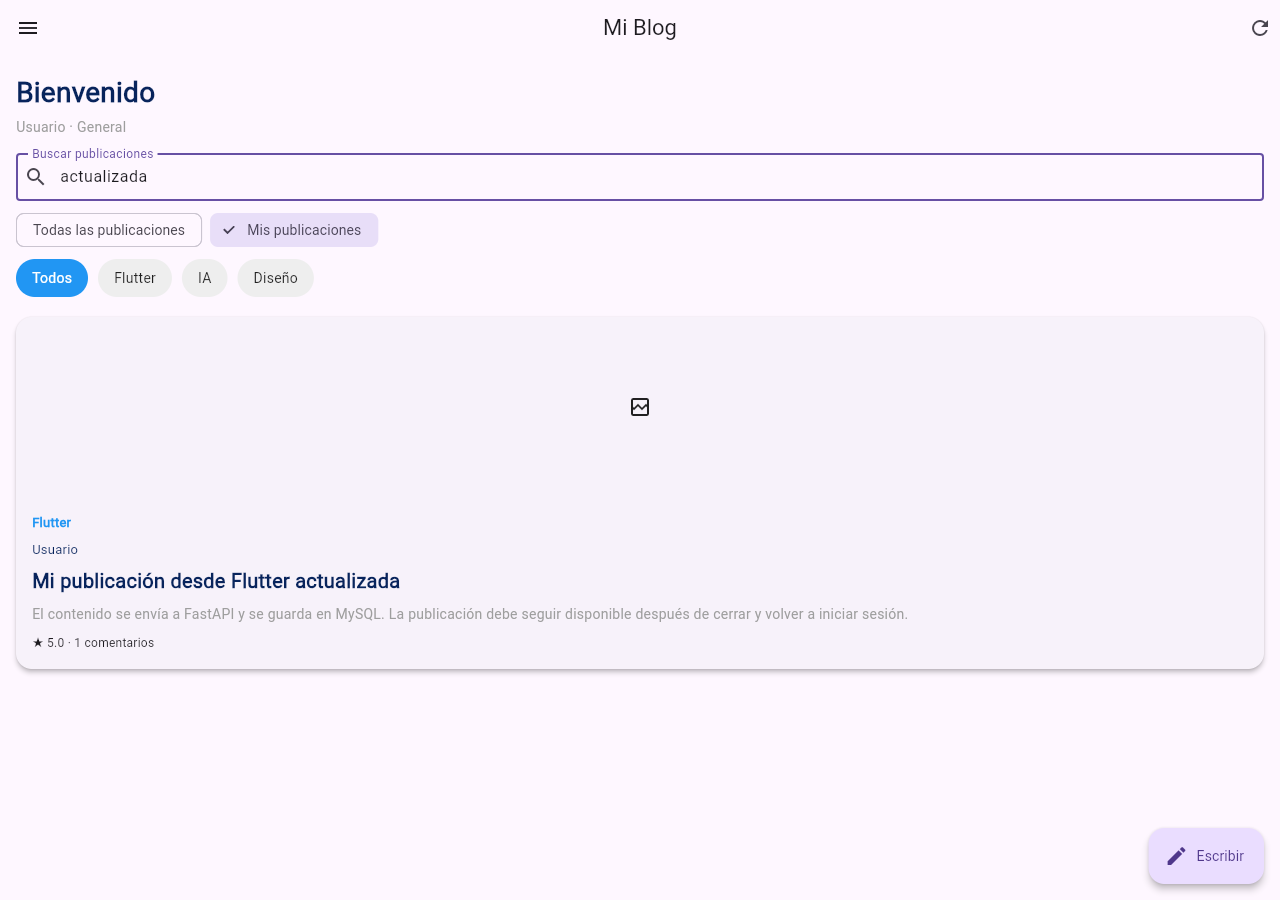 Mi Blog
Bienvenido
Usuario · General
Buscar publicaciones
actualizada
Todas las publicaciones
Mis publicaciones
Todos
Flutter
IA
Diseño
Flutter
Usuario
Mi publicación desde Flutter actualizada
El contenido se envía a FastAPI y se guarda en MySQL. La publicación debe seguir disponible después de cerrar y volver a iniciar sesión.
★ 5.0 · 1 comentarios
Escribir